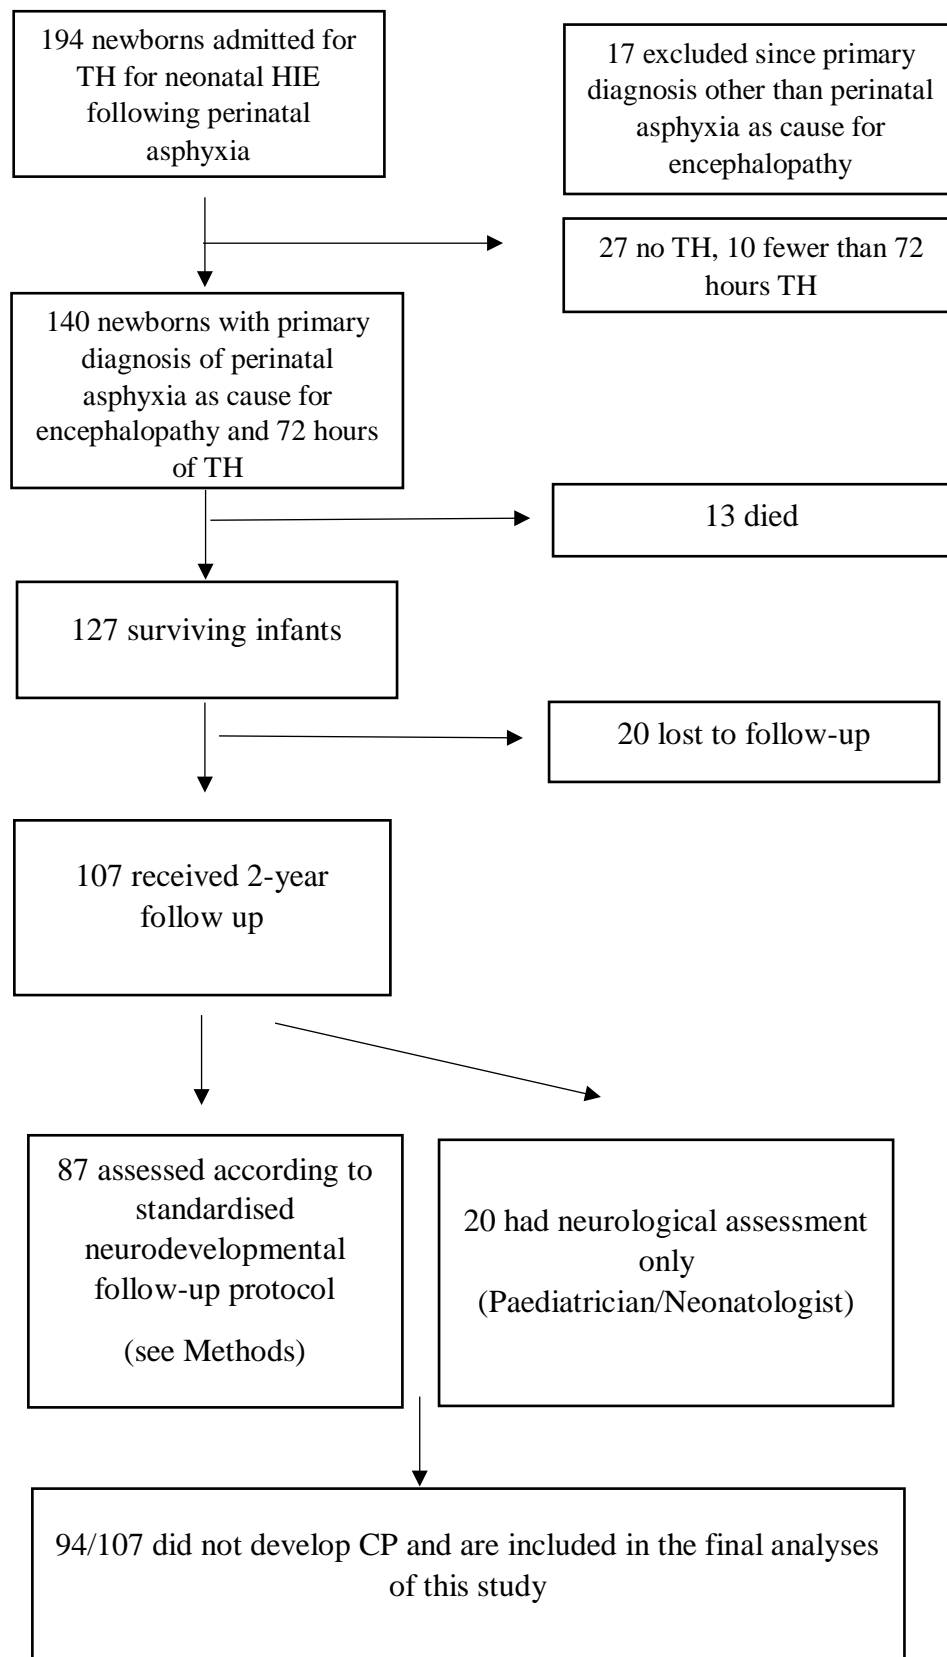 194 newborns admitted for
TH for neonatal HIE
following perinatal
asphyxia
17 excluded since primary
diagnosis other than perinatal
asphyxia as cause for
encephalopathy
27 no TH, 10 fewer than 72
hours TH
140 newborns with primary
diagnosis of perinatal
asphyxia as cause for
encephalopathy and 72 hours
of TH
13 died
127 surviving infants
20 lost to follow-up
107 received 2-year
follow up
87 assessed according to
standardised
neurodevelopmental
follow-up protocol
(see Methods)
20 had neurological assessment
only
(Paediatrician/Neonatologist)
94/107 did not develop CP and are included in the final analyses
of this study